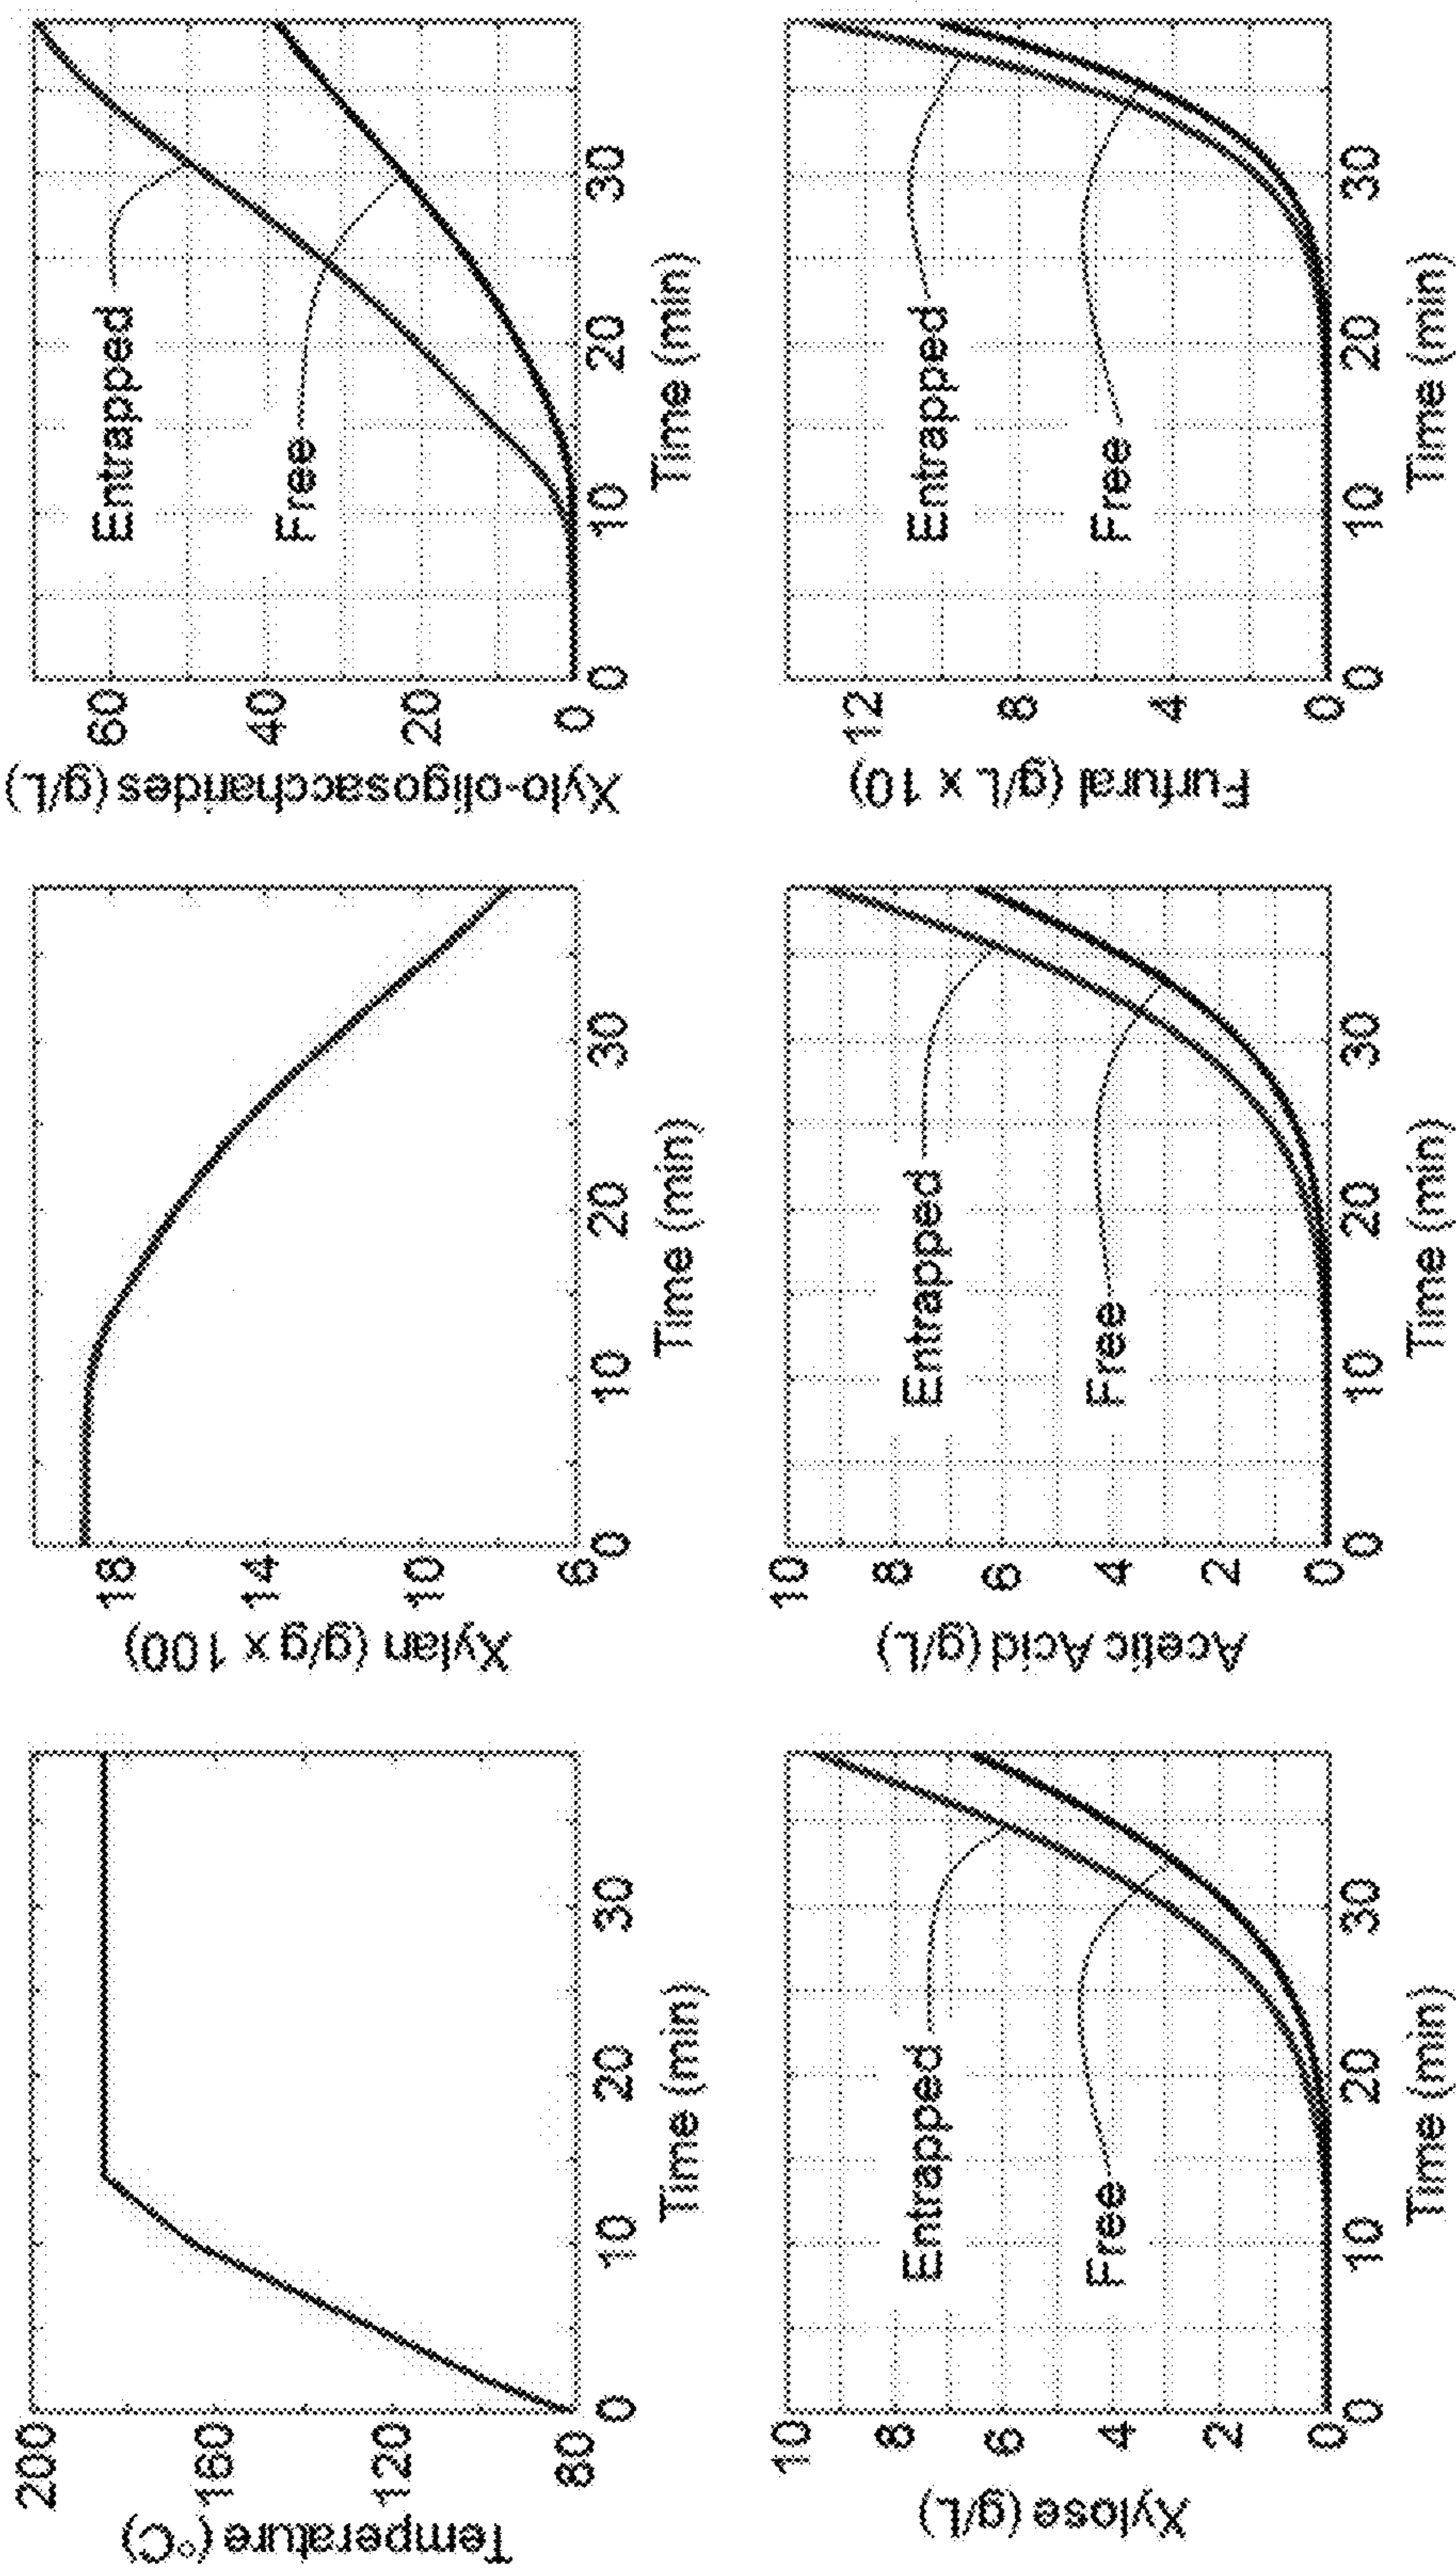 Temperature (°C)
200
160
120
80
0 10 20 30
Time (min)
Xylan (g/g x 100)
18
14
10
6
0 10 20 30
Time (min)
Xylo-oligosaccharides (g/L)
60
40
20
0
Entrapped
Free
0 10 20 30
Time (min)
Xylose (g/L)
10
8
6
4
2
0
Entrapped
Free
0 10 20 30
Time (min)
Acetic Acid (g/L)
10
8
6
4
2
0
Entrapped
Free
0 10 20 30
Time (min)
Furfural (g/L x 10)
12
8
4
0
Entrapped
Free
0 10 20 30
Time (min)